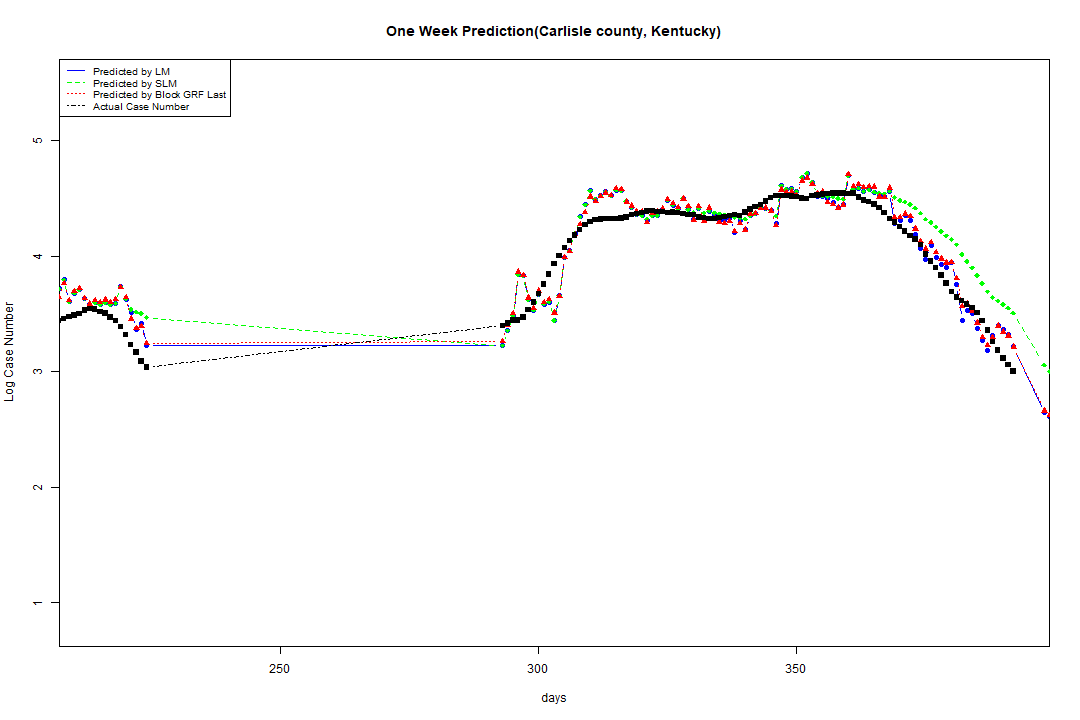 One Week Prediction(Carlisle county, Kentucky)
Predicted by LM
Predicted by SLM
Predicted by Block GRF Last
Actual Case Number
5
4
3
2
1
Log Case Number
250 300 350
days